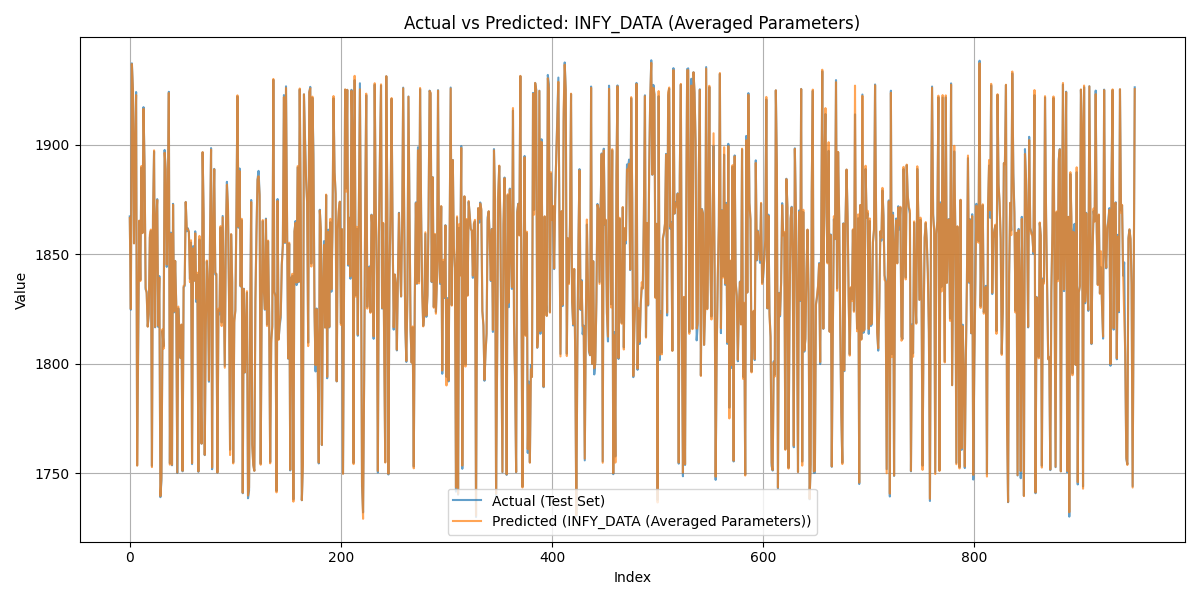 Actual vs Predicted: INFY_DATA (Averaged Parameters)
Value
1900
1850
1800
1750
Actual (Test Set)
Predicted (INFY_DATA (Averaged Parameters))
0
200
400
600
800
Index